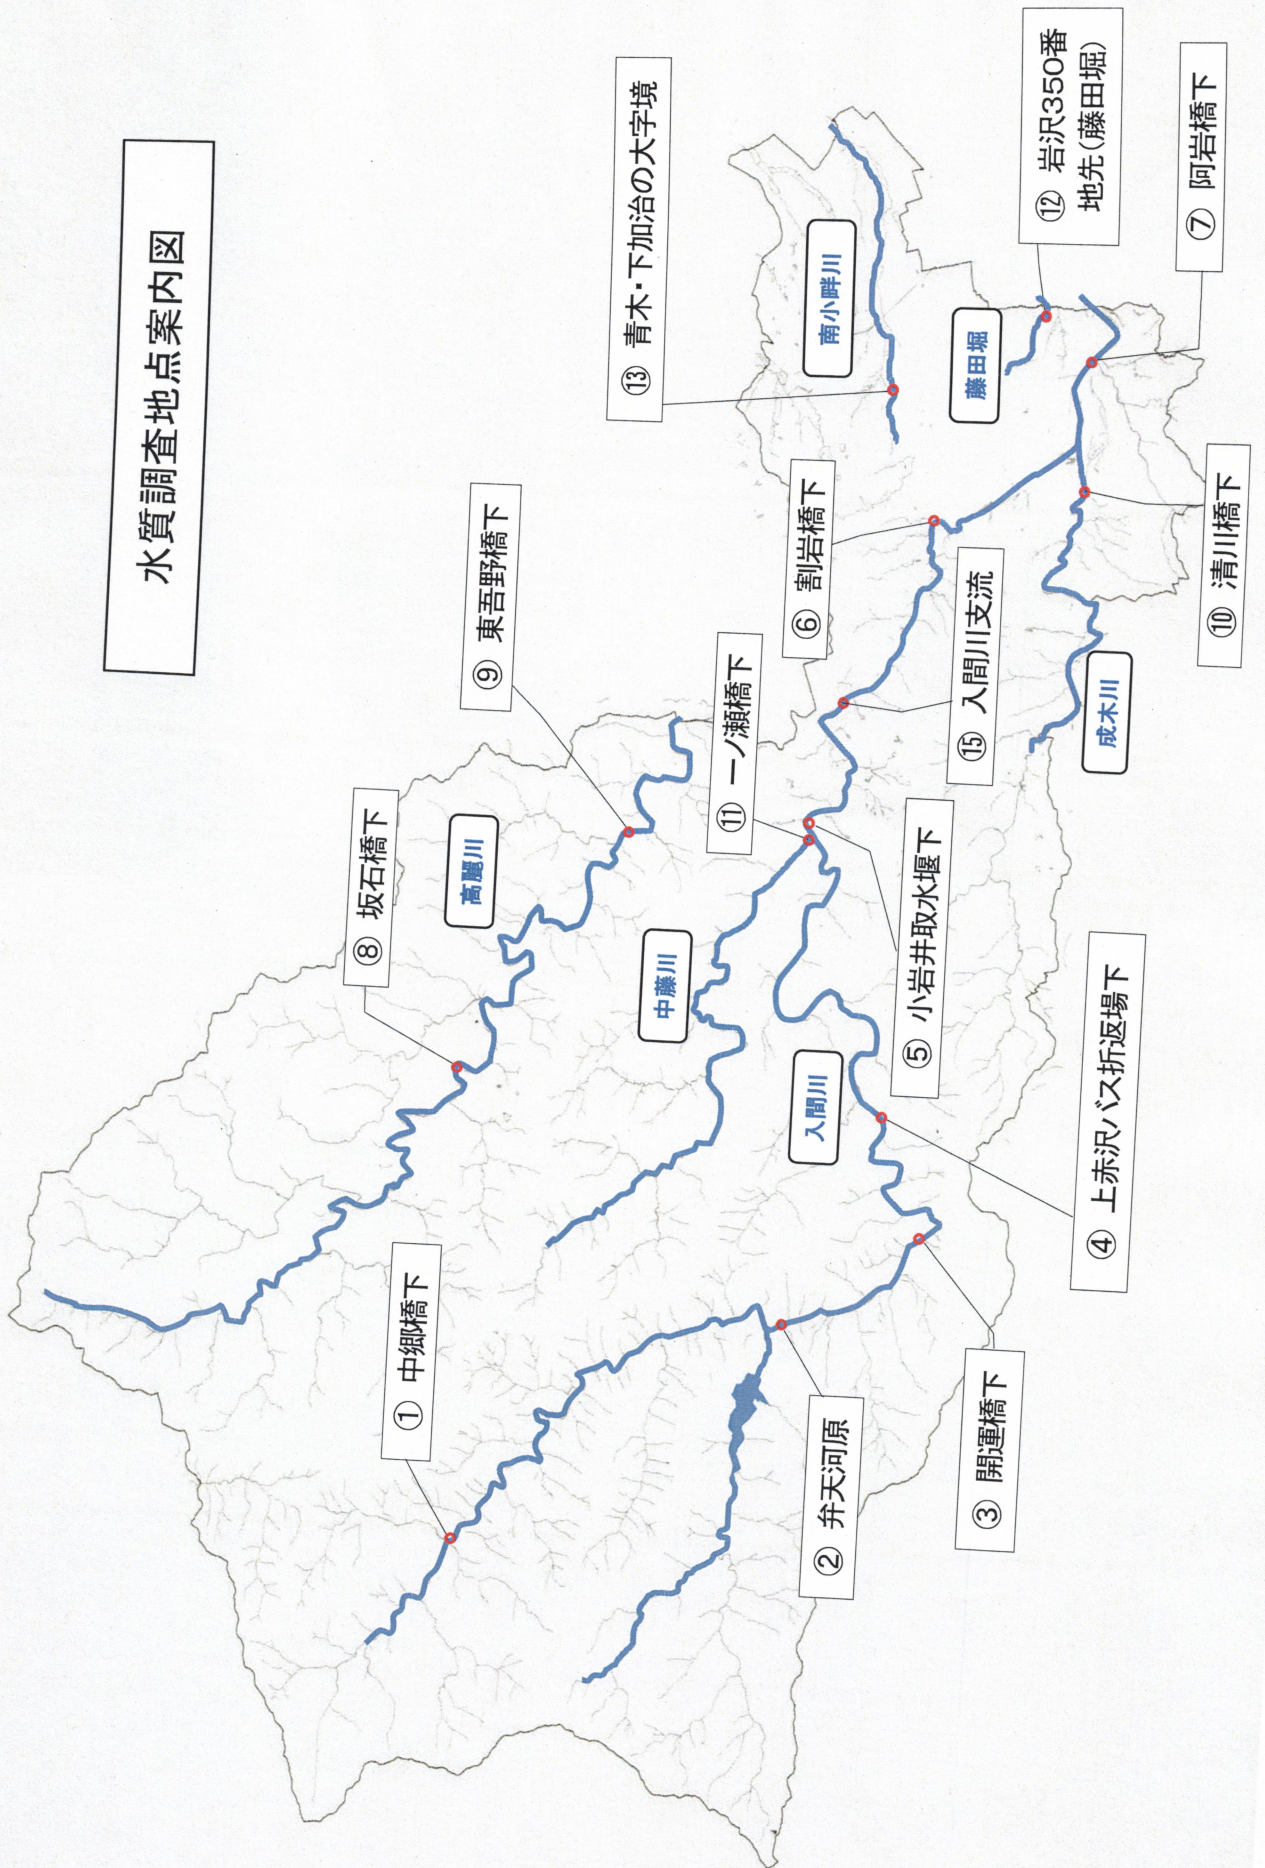 水質調査地点案内図
① 中郷橋下
② 弁天河原
③ 開運橋下
④ 上赤沢バス折返場下
⑤ 小岩井取水堰下
⑥ 割岩橋下
⑦ 阿岩橋下
⑧ 坂石橋下
⑨ 東吾野橋下
⑩ 清川橋下
⑪ 一ノ瀬橋下
⑫ 岩沢350番
地先(藤田堀)
⑬ 青木・下加治の大字境
⑮ 入間川支流
高麗川
中藤川
入間川
成木川
藤田堀
南小畔川